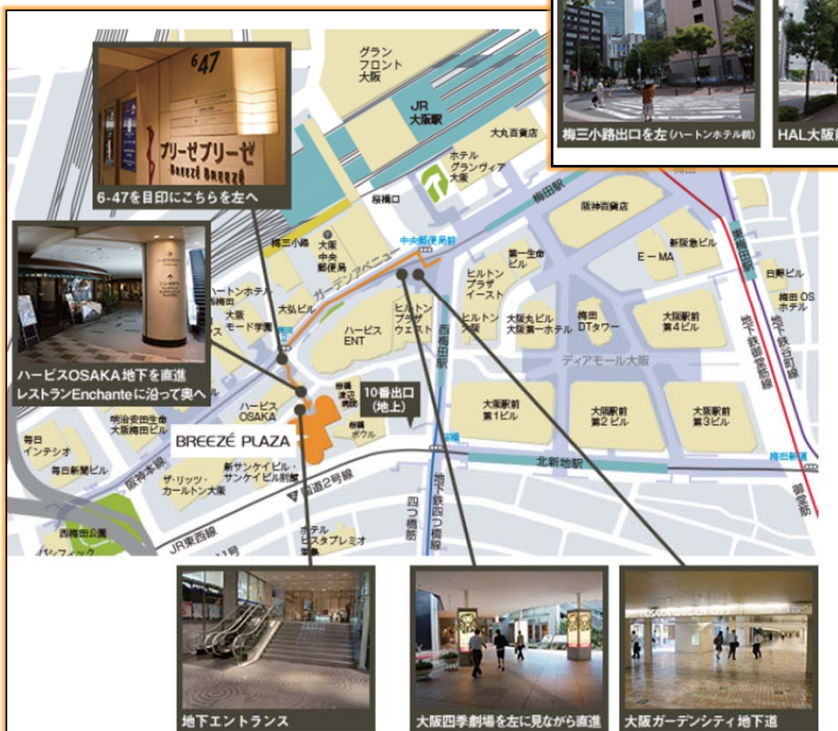 梅三小路出口を左(ハートンホテル前)
HAL大阪
647
ブリーゼブリーゼ
BREEZÉ BREEZÉ
6-47を目印にこちらを左へ
ハービスOSAKA地下を直進
レストランEnchanteに沿って奥へ
グラン
フロント
大阪
JR
大阪駅
大丸百貨店
ホテル
グランヴィア
大阪
桜橋口
梅田駅
阪神百貨店
東梅田駅
梅三小路
大阪
中央
郵便局
中央郵便局前
ガーデンアベニュー
第一生命
ビル
新阪急ビル
E-MA
日野ビル
梅田OS
ホテル
ハートンホテル
西梅田
大阪
モード学園
大弘ビル
ハービス
ENT
ヒルトン
プラザ
ウエスト
ヒルトン
プラザ
イースト
ヒルトン
大阪
大阪丸ビル
大阪第一ホテル
梅田
DTタワー
大阪駅前
第4ビル
西梅田駅
ディアモール大阪
地下鉄御堂筋線
地下鉄谷町線
ハービス
OSAKA
桜橋
渡辺
病院
10番出口
(地上)
桜橋
ボウル
大阪駅前
第1ビル
大阪駅前
第2ビル
大阪駅前
第3ビル
明治安田生命
大阪梅田ビル
BREEZÉ PLAZA
毎日
インテシオ
毎日新聞ビル
阪神本線
ザ・リッツ・
カールトン大阪
新サンケイビル・
サンケイビル別館
国道2号線
桜橋
北新地駅
梅田新道
御堂筋
西梅田公園
JR東西線
四つ橋筋
地下鉄四つ橋線
ホテル
ビスタプレミオ
パシフィック
地下エントランス
大阪四季劇場を左に見ながら直進
大阪ガーデンシティ地下道